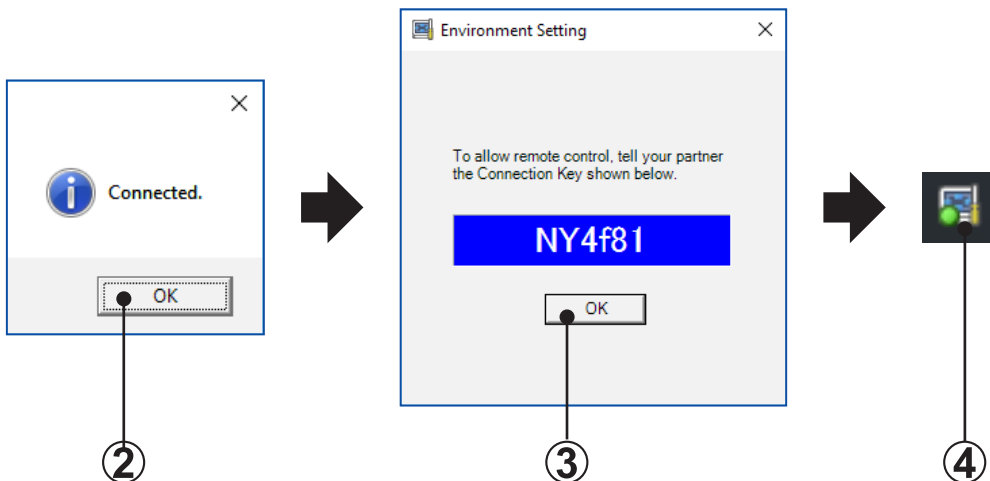 Connected.
OK
Environment Setting
To allow remote control, tell your partner
the Connection Key shown below.
NY4f81
OK
2
3
4